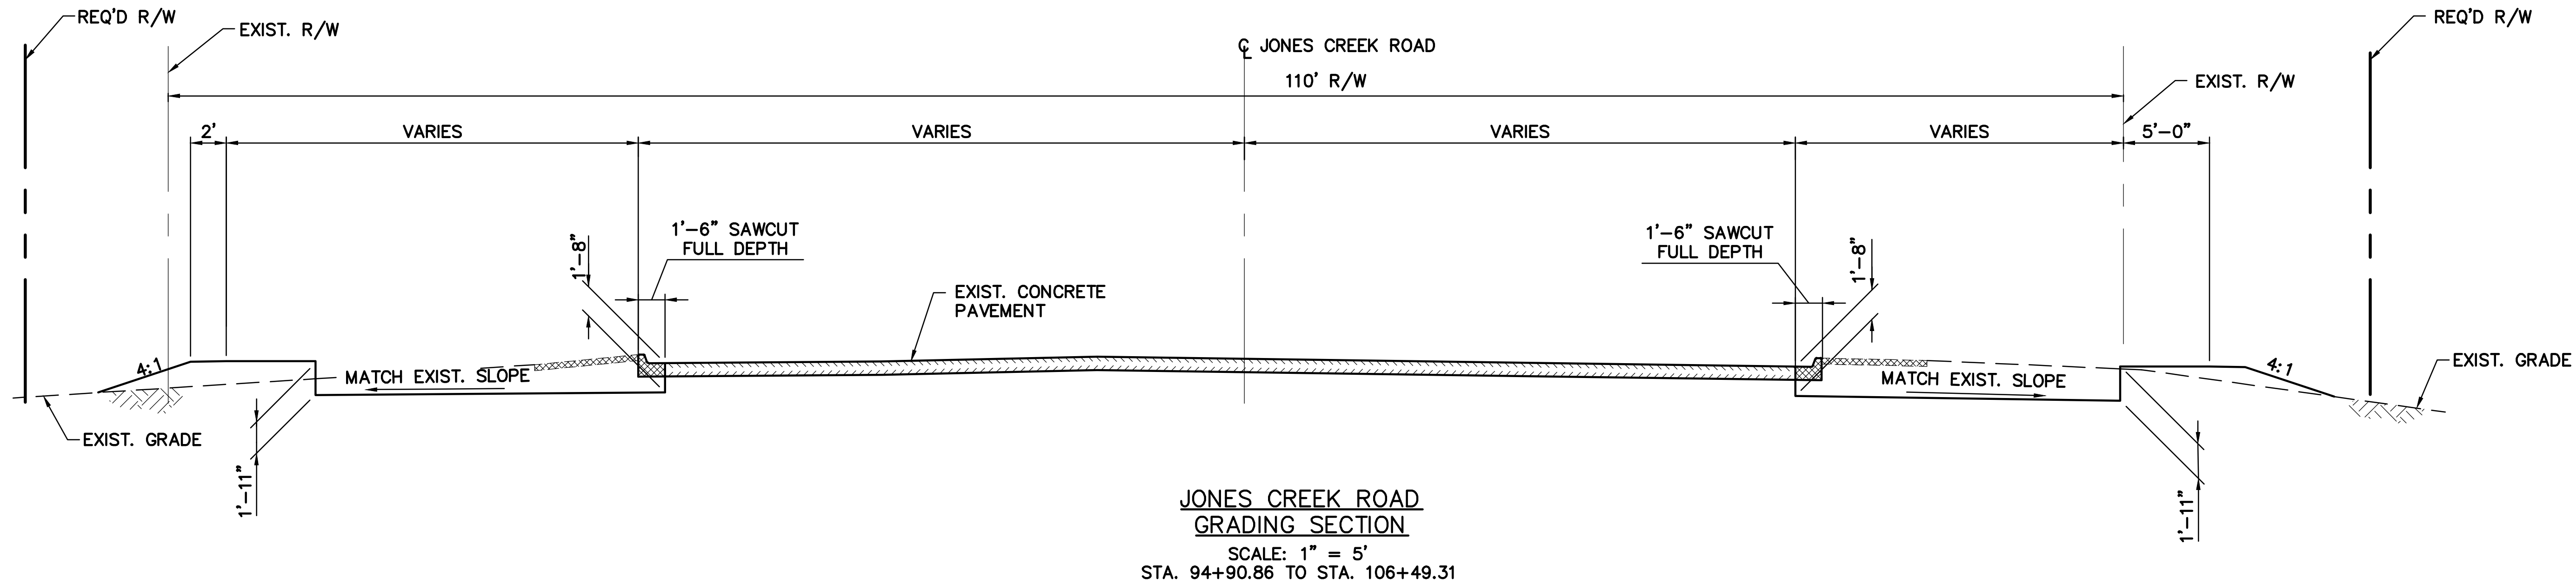 REQ'D R/W
EXIST. R/W
℄ JONES CREEK ROAD
REQ'D R/W
110' R/W
EXIST. R/W
2'
VARIES
VARIES
VARIES
VARIES
5'-0"
1'-8"
1'-6" SAWCUT
FULL DEPTH
1'-6" SAWCUT
FULL DEPTH
1'-8"
EXIST. CONCRETE
PAVEMENT
4:1
MATCH EXIST. SLOPE
MATCH EXIST. SLOPE
4:1
EXIST. GRADE
EXIST. GRADE
1'-11"
1'-11"
JONES CREEK ROAD
GRADING SECTION
SCALE: 1" = 5'
STA. 94+90.86 TO STA. 106+49.31